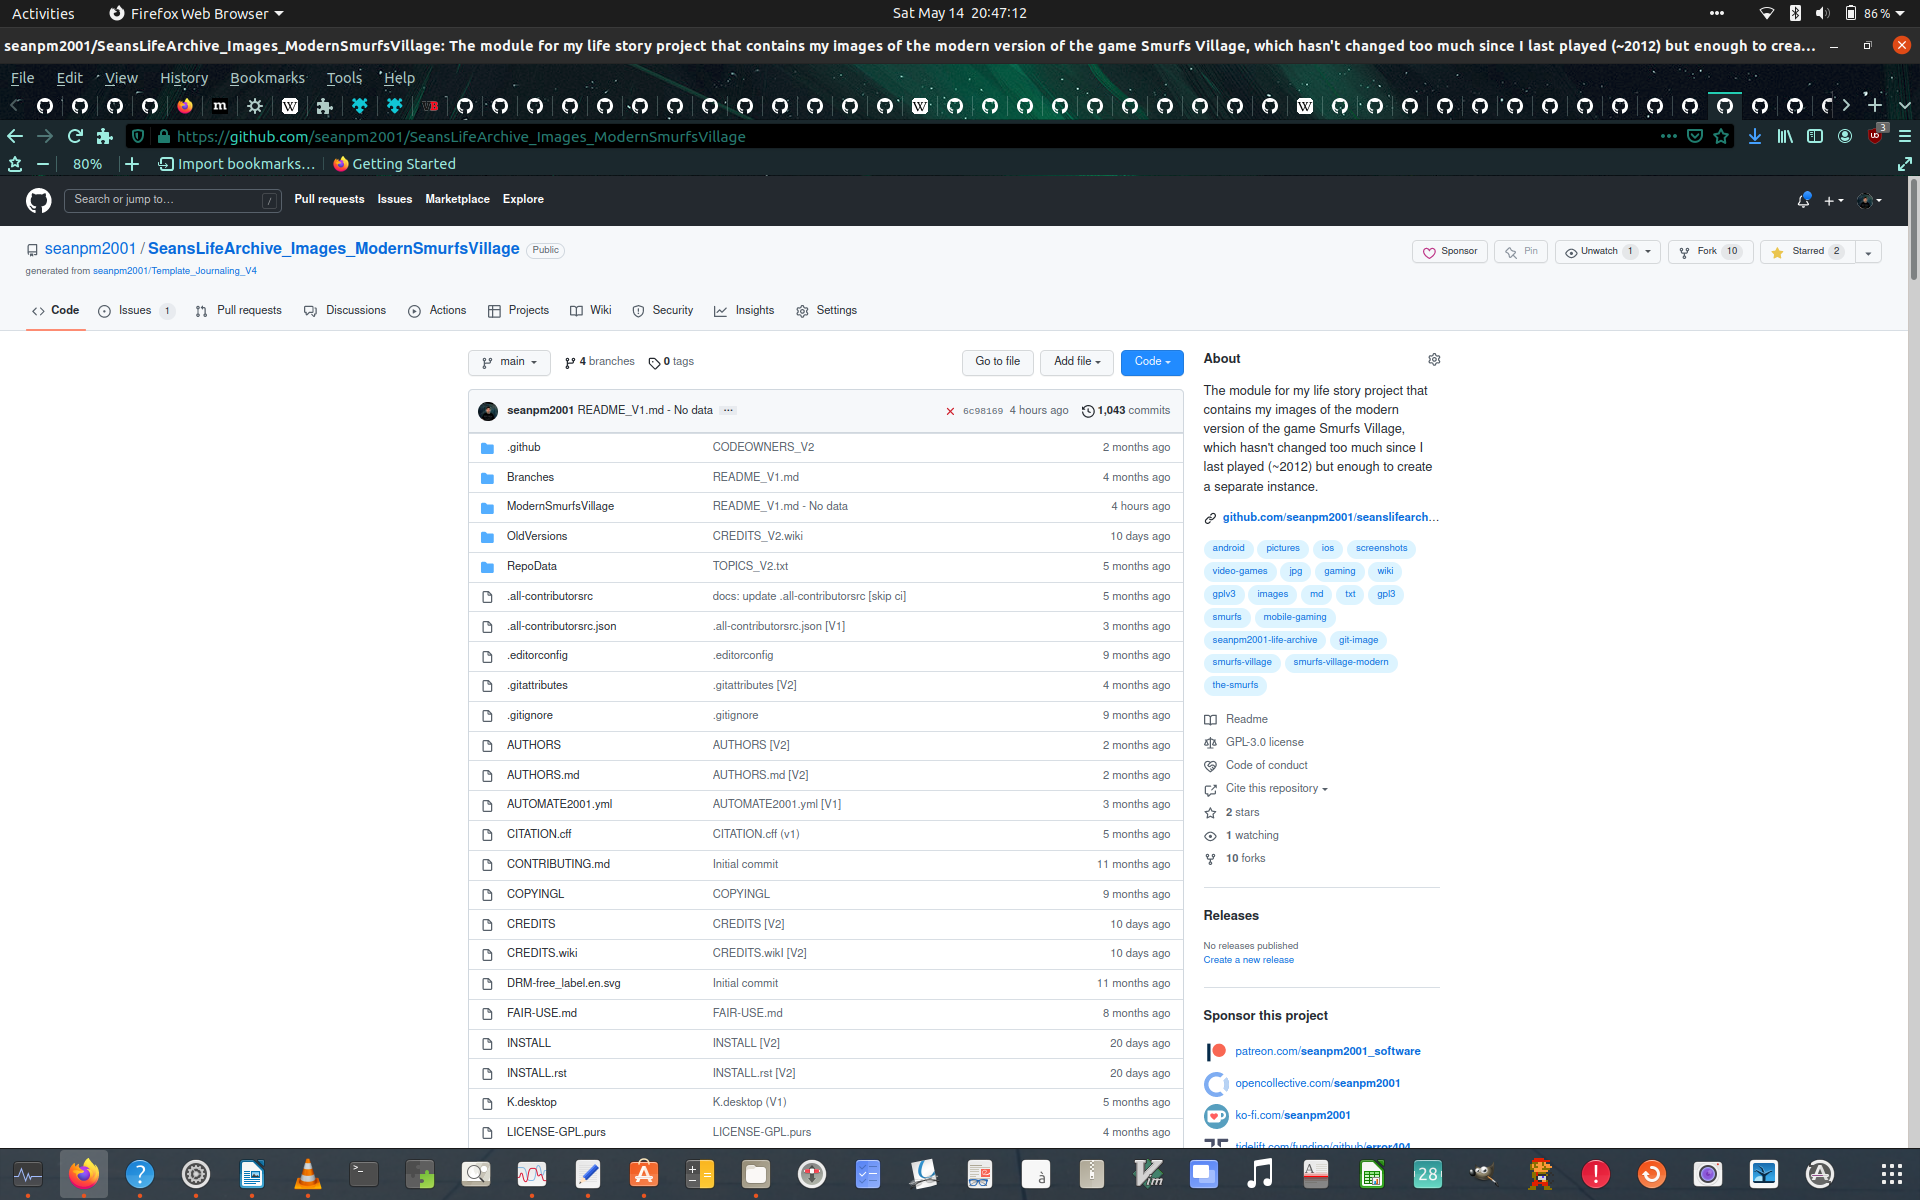 Activities
Firefox Web Browser
Sat May 14 20:47:12
86 %
seanpm2001/SeansLifeArchive_Images_ModernSmurfsVillage: The module for my life story project that contains my images of the modern version of the game Smurfs Village, which hasn't changed too much since I last played (~2012) but enough to crea…
File Edit View History Bookmarks Tools Help
https://github.com/seanpm2001/SeansLifeArchive_Images_ModernSmurfsVillage
3
80%
Import bookmarks…
Getting Started
Search or jump to…
/
Pull requests Issues Marketplace Explore
seanpm2001 / SeansLifeArchive_Images_ModernSmurfsVillage Public
generated from seanpm2001/Template_Journaling_V4
Sponsor
Pin
Unwatch 1
Fork 10
Starred 2
Code
Issues 1
Pull requests
Discussions
Actions
Projects
Wiki
Security
Insights
Settings
main
4 branches
0 tags
Go to file
Add file
Code
seanpm2001 README_V1.md - No data … 6c98169 4 hours ago 1,043 commits
.github CODEOWNERS_V2 2 months ago
Branches README_V1.md 4 months ago
ModernSmurfsVillage README_V1.md - No data 4 hours ago
OldVersions CREDITS_V2.wiki 10 days ago
RepoData TOPICS_V2.txt 5 months ago
.all-contributorsrc docs: update .all-contributorsrc [skip ci] 5 months ago
.all-contributorsrc.json .all-contributorsrc.json [V1] 3 months ago
.editorconfig .editorconfig 9 months ago
.gitattributes .gitattributes [V2] 4 months ago
.gitignore .gitignore 9 months ago
AUTHORS AUTHORS [V2] 2 months ago
AUTHORS.md AUTHORS.md [V2] 2 months ago
AUTOMATE2001.yml AUTOMATE2001.yml [V1] 3 months ago
CITATION.cff CITATION.cff (v1) 5 months ago
CONTRIBUTING.md Initial commit 11 months ago
COPYINGL COPYINGL 9 months ago
CREDITS CREDITS [V2] 10 days ago
CREDITS.wiki CREDITS.wikI [V2] 10 days ago
DRM-free_label.en.svg Initial commit 11 months ago
FAIR-USE.md FAIR-USE.md 8 months ago
INSTALL INSTALL [V2] 20 days ago
INSTALL.rst INSTALL.rst [V2] 20 days ago
K.desktop K.desktop (V1) 5 months ago
LICENSE-GPL.purs LICENSE-GPL.purs 4 months ago
About
The module for my life story project that
contains my images of the modern
version of the game Smurfs Village,
which hasn't changed too much since I
last played (~2012) but enough to create
a separate instance.
github.com/seanpm2001/seanslifearch…
android pictures ios screenshots
video-games jpg gaming wiki
gplv3 images md txt gpl3
smurfs mobile-gaming
seanpm2001-life-archive git-image
smurfs-village smurfs-village-modern
the-smurfs
Readme
GPL-3.0 license
Code of conduct
Cite this repository
2 stars
1 watching
10 forks
Releases
No releases published
Create a new release
Sponsor this project
patreon.com/seanpm2001_software
opencollective.com/seanpm2001
ko-fi.com/seanpm2001
tidelift.com/funding/github/error404
28